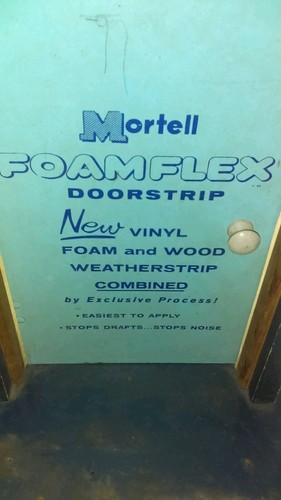 Mortell
FOAMFLEX
DOORSTRIP
New VINYL
FOAM and WOOD
WEATHERSTRIP
COMBINED
by Exclusive Process!
• EASIEST TO APPLY
• STOPS DRAFTS...STOPS NOISE